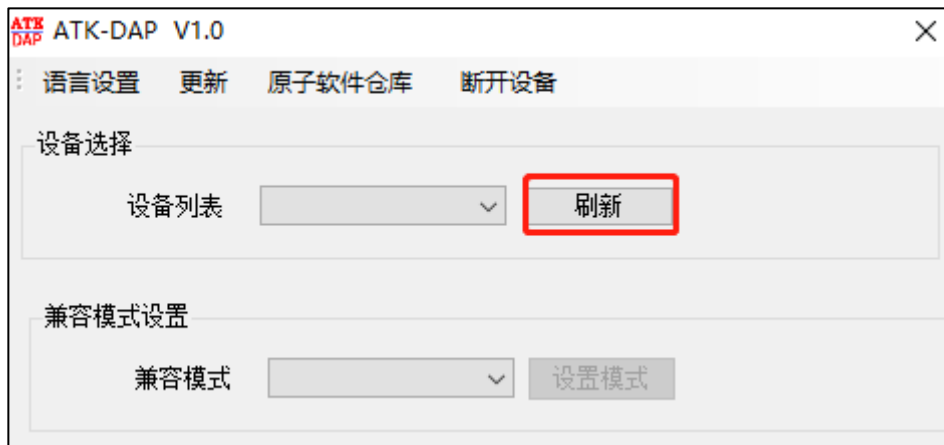 ATK DAP ATK-DAP V1.0
语言设置 更新 原子软件仓库 断开设备
设备选择
设备列表 刷新
兼容模式设置
兼容模式 设置模式